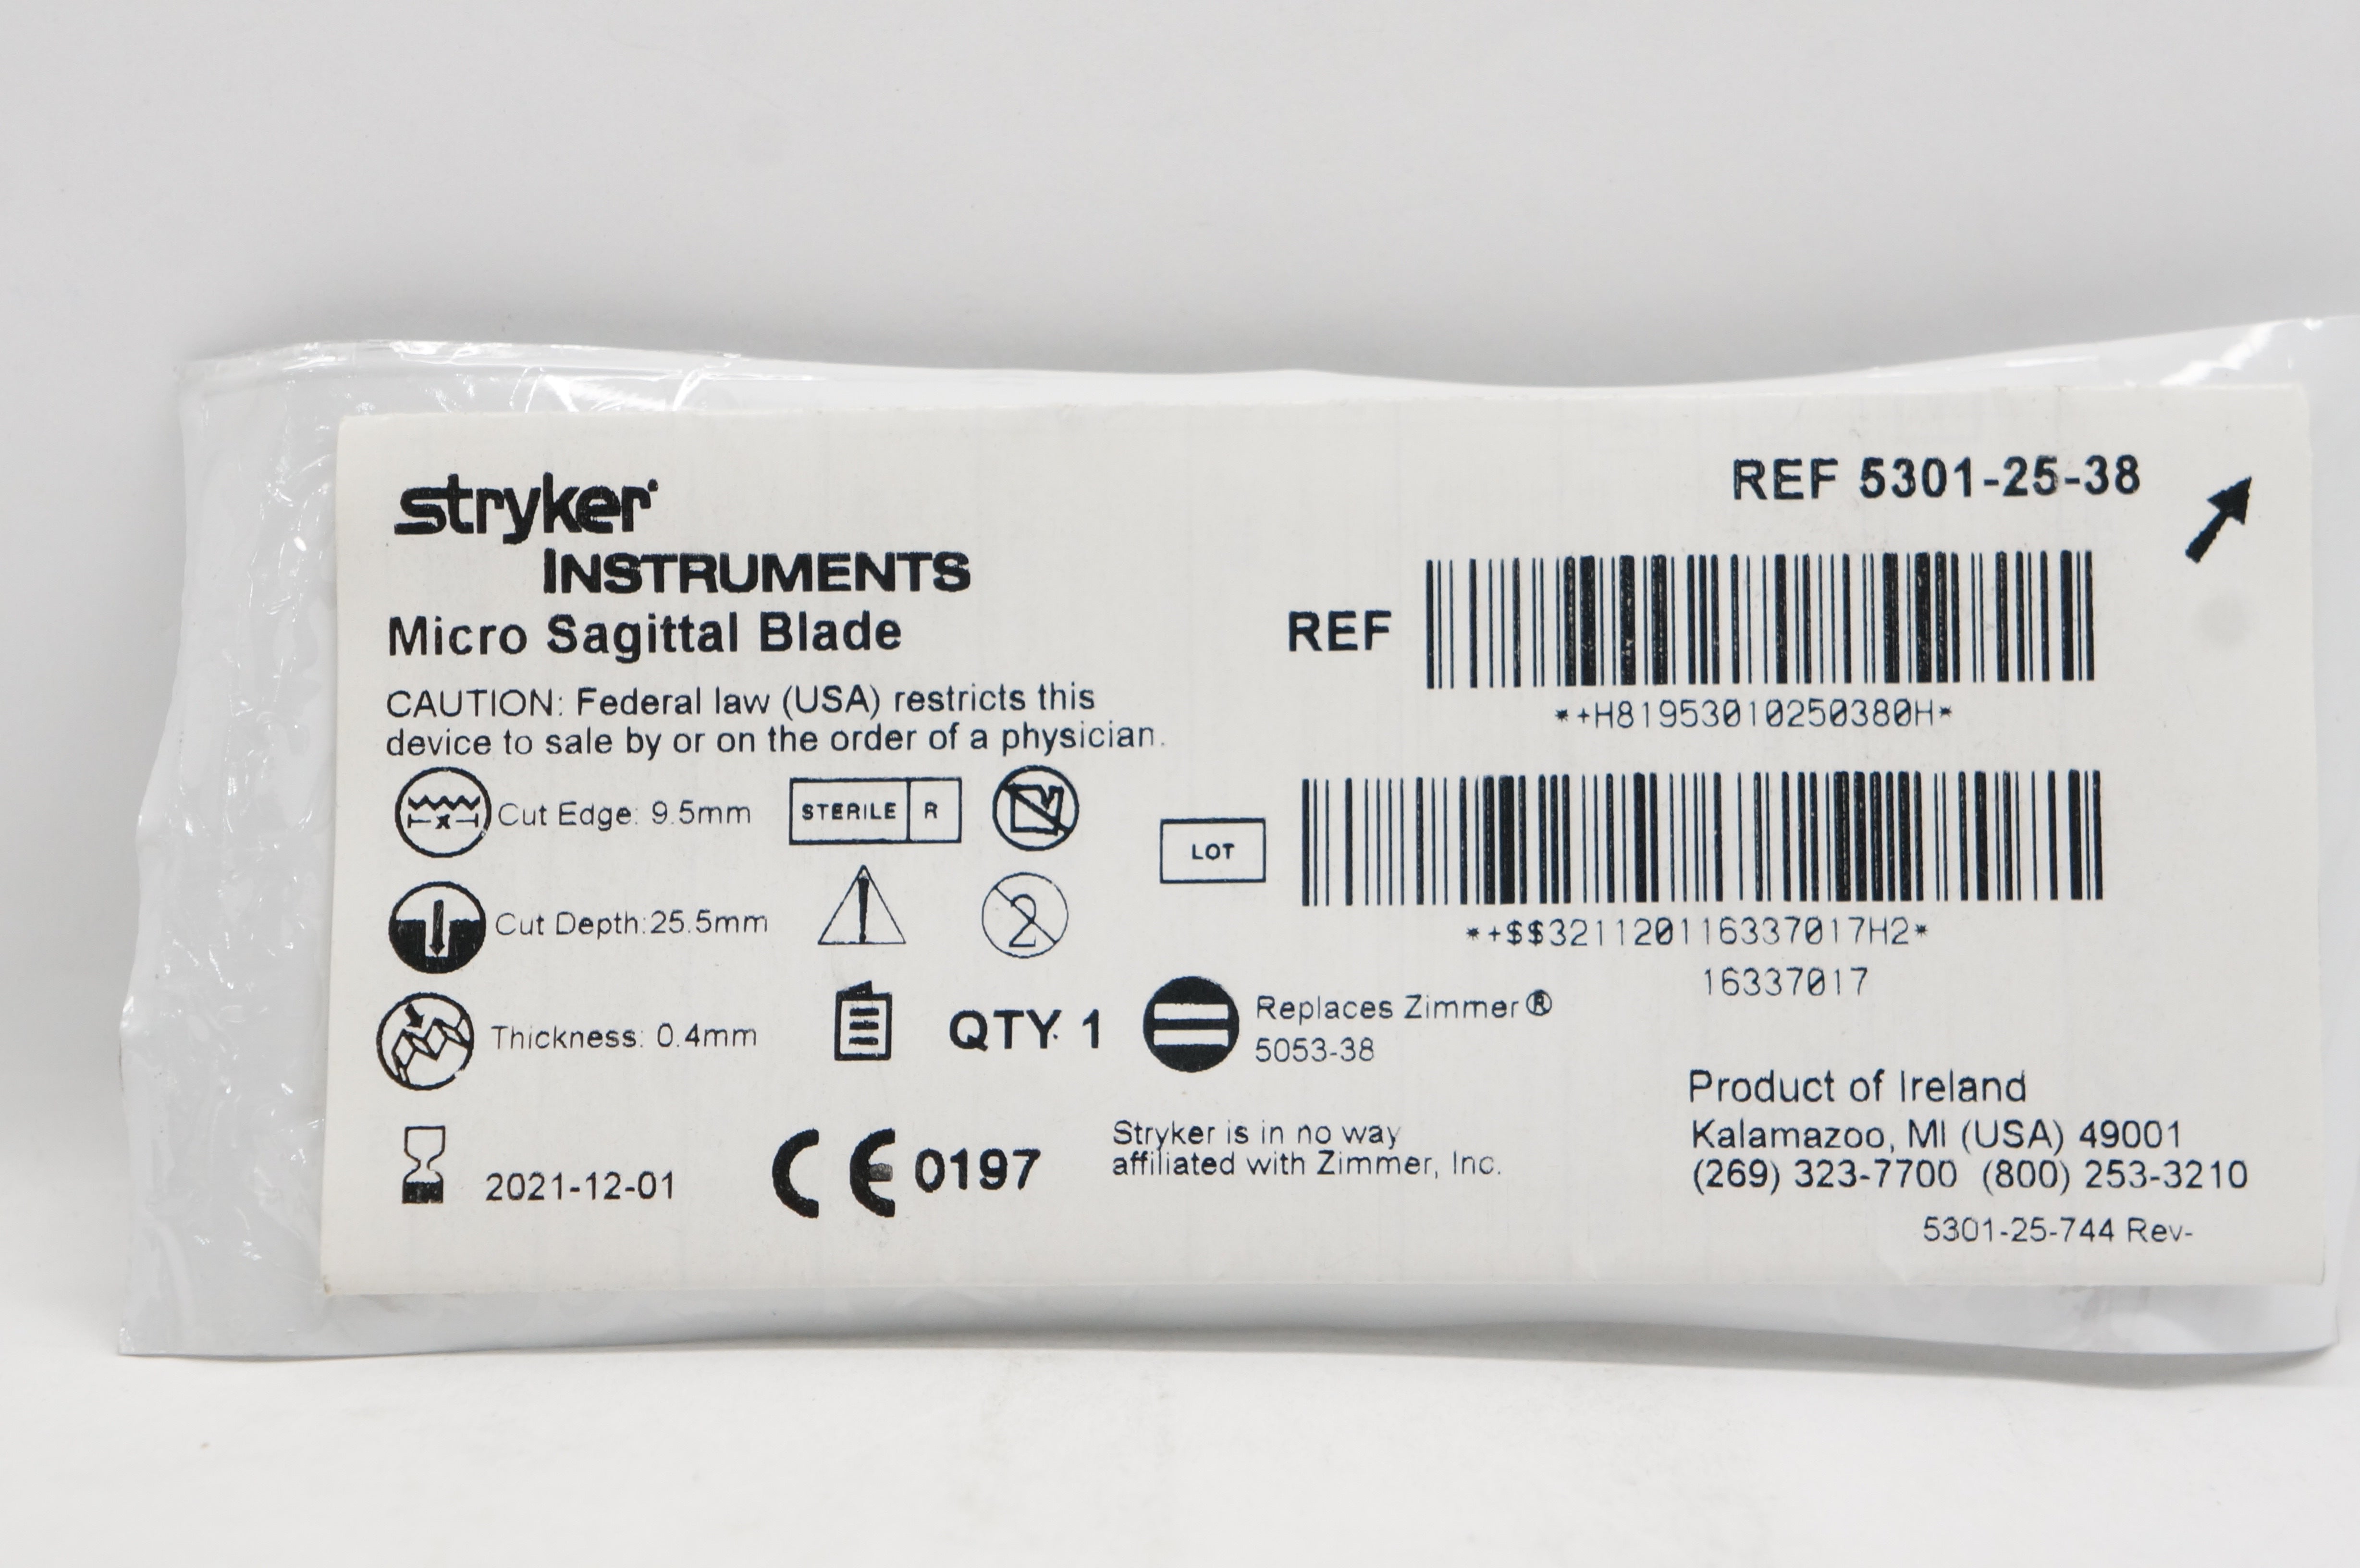 stryker
INSTRUMENTS
Micro Sagittal Blade
CAUTION: Federal law (USA) restricts this
device to sale by or on the order of a physician.
Cut Edge: 9.5mm
STERILE R
2
Cut Depth:25.5mm
Thickness: 0.4mm
QTY. 1
2021-12-01
CE 0197
REF 5301-25-38
REF
*+H81953010250380H*
LOT
*+$$321120116337017H2*
16337017
Replaces Zimmer®
5053-38
Stryker is in no way
affiliated with Zimmer, Inc.
Product of Ireland
Kalamazoo, MI (USA) 49001
(269) 323-7700 (800) 253-3210
5301-25-744 Rev-